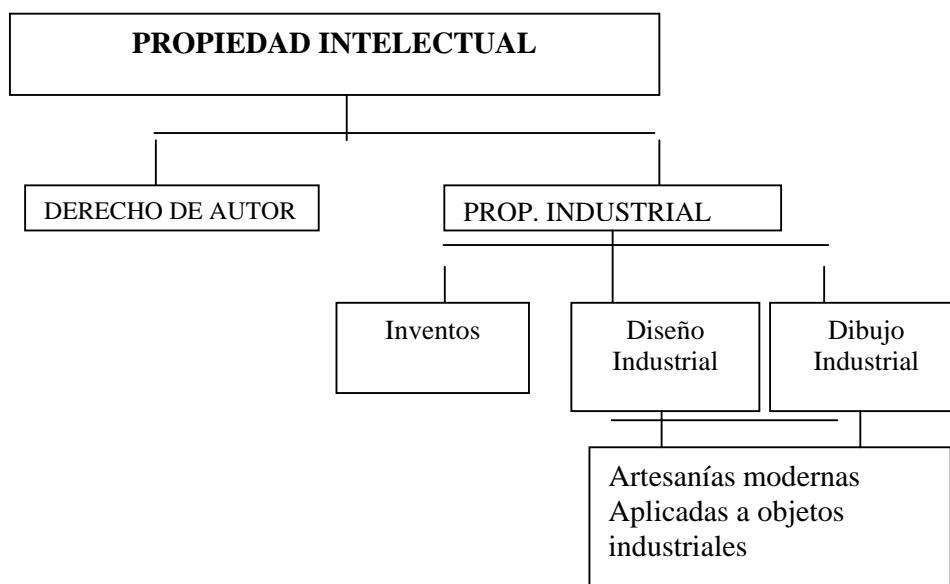 PROPIEDAD INTELECTUAL
DERECHO DE AUTOR
PROP. INDUSTRIAL
Inventos
Diseño
Industrial
Dibujo
Industrial
Artesanías modernas
Aplicadas a objetos
industriales